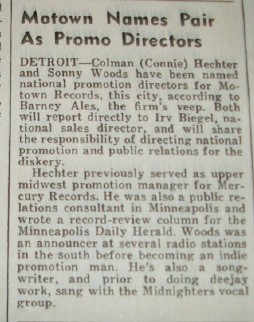 Motown Names Pair
As Promo Directors
DETROIT—Colman (Connie) Hechter
and Sonny Woods have been named
national promotion directors for Mo-
town Records, this city, according to
Barney Ales, the firm's veep. Both
will report directly to Irv Biegel, na-
tional sales director, and will share
the responsibility of directing national
promotion and public relations for the
diskery.
Hechter previously served as upper
midwest promotion manager for Mer-
cury Records. He was also a public re-
lations consultant in Minneapolis and
wrote a record-review column for the
Minneapolis Daily Herald. Woods was
an announcer at several radio stations
in the south before becoming an indie
promotion man. He's also a song-
writer, and prior to doing deejay
work, sang with the Midnighters vocal
group.